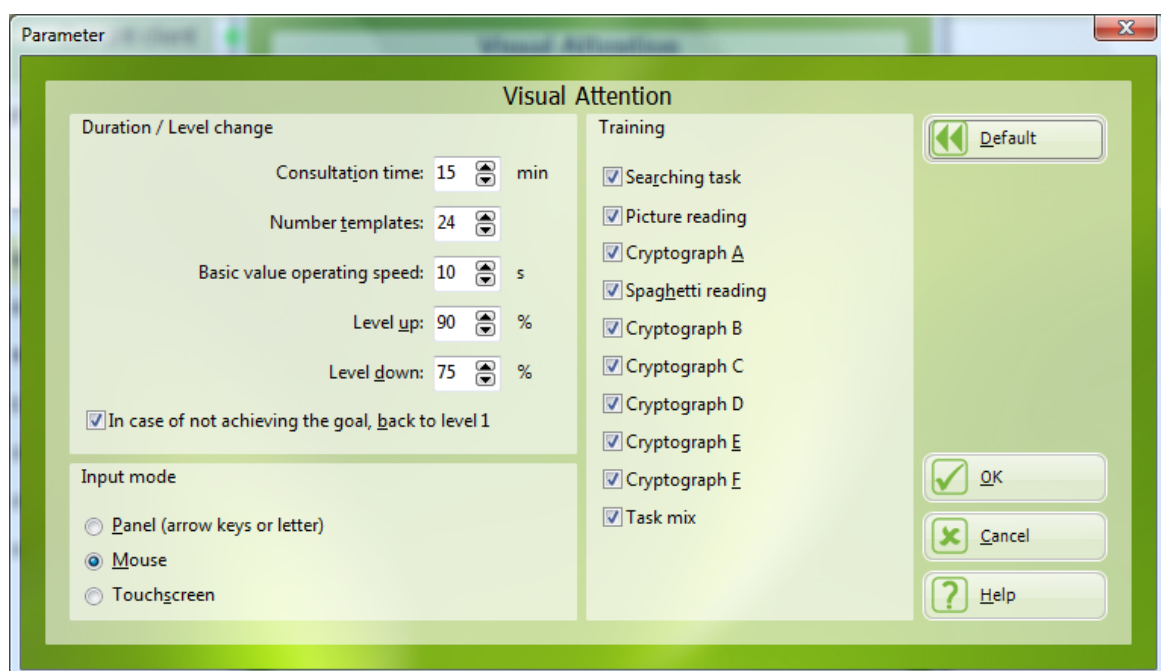 Parameter
Visual Attention
Visual Attention
Duration / Level change
Consultation time: 15 min
Number templates: 24
Basic value operating speed: 10 s
Level up: 90 %
Level down: 75 %
In case of not achieving the goal, back to level 1
Input mode
Panel (arrow keys or letter)
Mouse
Touchscreen
Training
Searching task
Picture reading
Cryptograph A
Spaghetti reading
Cryptograph B
Cryptograph C
Cryptograph D
Cryptograph E
Cryptograph F
Task mix
Default
OK
Cancel
Help